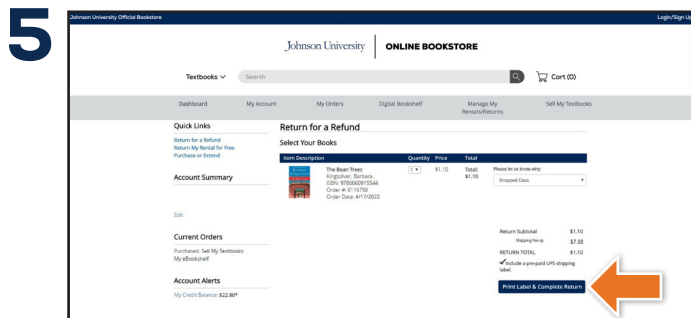 5
Johnson University Official Bookstore
Login/Sign Up
Johnson University ONLINE BOOKSTORE
Textbooks Search Cart (0)
Dashboard My Account My Orders Digital Bookshelf Manage My Rentals/Returns Sell My Textbooks
Quick Links
Return for a Refund
Return My Rental for Free
Purchase or Extend
Account Summary
Edit
Current Orders
Purchased: Sell My Textbooks
My eBookshelf
Account Alerts
My Credit Balance: $22.80*
Return for a Refund
Select Your Books
Item Description Quantity Price Total
The Bean Trees 1 $1.10 Total: $1.10
Kingsolver, Barbara
ISBN: 9780060915544
Order #: 8116758
Order Date: 4/17/2022
Please let us know why:
Dropped Class
Return Subtotal $1.10
Shipping Fee $7.00
RETURN TOTAL $1.10
Include a pre-paid UPS shipping
label.
Print Label & Complete Return